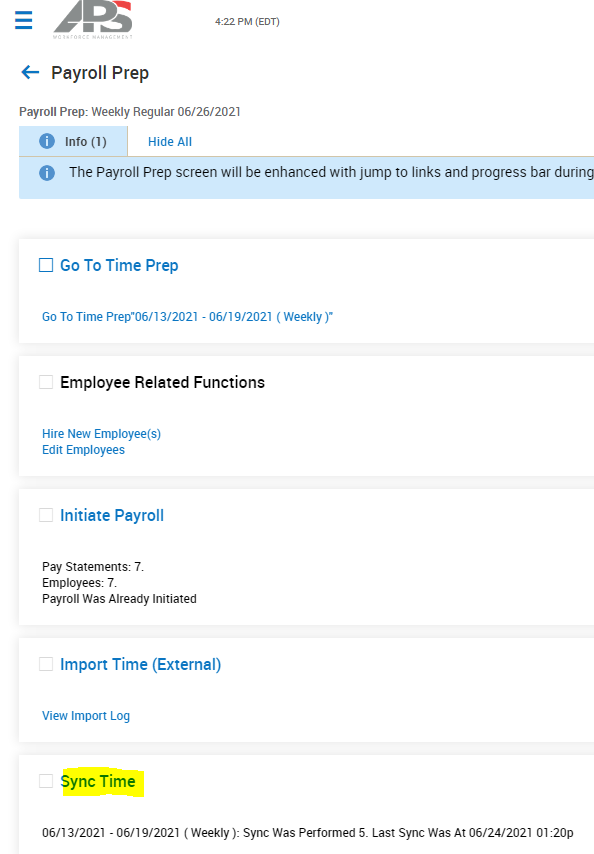 APS
WORKFORCE MANAGEMENT
4:22 PM (EDT)
Payroll Prep
Payroll Prep: Weekly Regular 06/26/2021
Info (1)
Hide All
The Payroll Prep screen will be enhanced with jump to links and progress bar during
Go To Time Prep
Go To Time Prep"06/13/2021 - 06/19/2021 ( Weekly )"
Employee Related Functions
Hire New Employee(s)
Edit Employees
Initiate Payroll
Pay Statements: 7.
Employees: 7.
Payroll Was Already Initiated
Import Time (External)
View Import Log
Sync Time
06/13/2021 - 06/19/2021 ( Weekly ): Sync Was Performed 5. Last Sync Was At 06/24/2021 01:20p